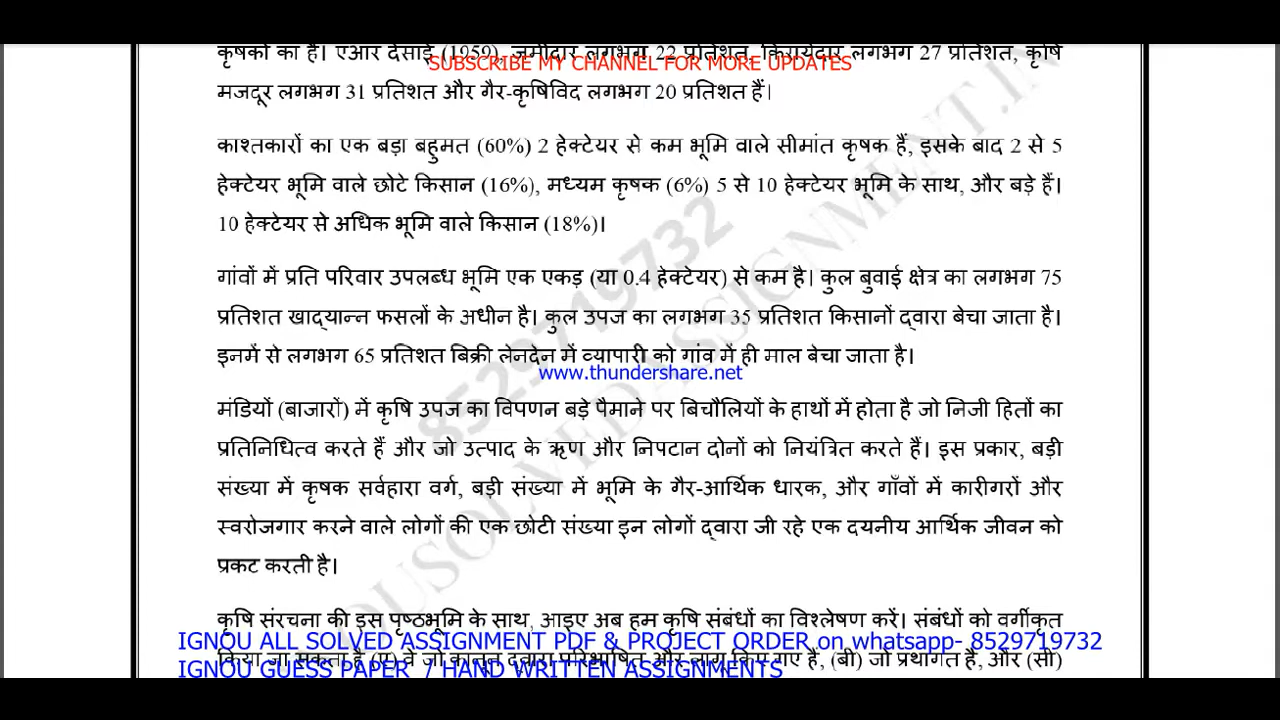 कृषकों का है। एआर देसाई (1959), जमींदार लगभग 22 प्रतिशत, किरायेदार लगभग 27 प्रतिशत, कृषि
SUBSCRIBE MY CHANNEL FOR MORE UPDATES
मजदूर लगभग 31 प्रतिशत और गैर-कृषिविद लगभग 20 प्रतिशत हैं।
काश्तकारों का एक बड़ा बहुमत (60%) 2 हेक्टेयर से कम भूमि वाले सीमांत कृषक हैं, इसके बाद 2 से 5
हेक्टेयर भूमि वाले छोटे किसान (16%), मध्यम कृषक (6%) 5 से 10 हेक्टेयर भूमि के साथ, और बड़े हैं।
10 हेक्टेयर से अधिक भूमि वाले किसान (18%)।
गांवों में प्रति परिवार उपलब्ध भूमि एक एकड़ (या 0.4 हेक्टेयर) से कम है। कुल बुवाई क्षेत्र का लगभग 75
प्रतिशत खाद्यान्न फसलों के अधीन है। कुल उपज का लगभग 35 प्रतिशत किसानों द्वारा बेचा जाता है।
इनमें से लगभग 65 प्रतिशत बिक्री लेनदेन में व्यापारी को गांव में ही माल बेचा जाता है।
www.thundershare.net
मंडियों (बाजारों) में कृषि उपज का विपणन बड़े पैमाने पर बिचौलियों के हाथों में होता है जो निजी हितों का
प्रतिनिधित्व करते हैं और जो उत्पाद के ऋण और निपटान दोनों को नियंत्रित करते हैं। इस प्रकार, बड़ी
संख्या में कृषक सर्वहारा वर्ग, बड़ी संख्या में भूमि के गैर-आर्थिक धारक, और गाँवों में कारीगरों और
स्वरोजगार करने वाले लोगों की एक छोटी संख्या इन लोगों द्वारा जी रहे एक दयनीय आर्थिक जीवन को
प्रकट करती है।
कृषि संरचना की इस पृष्ठभूमि के साथ, आइए अब हम कृषि संबंधों का विश्लेषण करें। संबंधों को वर्गीकृत
IGNOU ALL SOLVED ASSIGNMENT PDF & PROJECT ORDER on whatsapp- 8529719732
किया जा सकता है (ए) वे जो कानून द्वारा परिभाषित और लागू किए गए हैं, (बी) जो प्रथागत हैं, और (सी)
IGNOU GUESS PAPER / HAND WRITTEN ASSIGNMENTS
8529719732
OUSOLVEDASSIGNMENT.IN